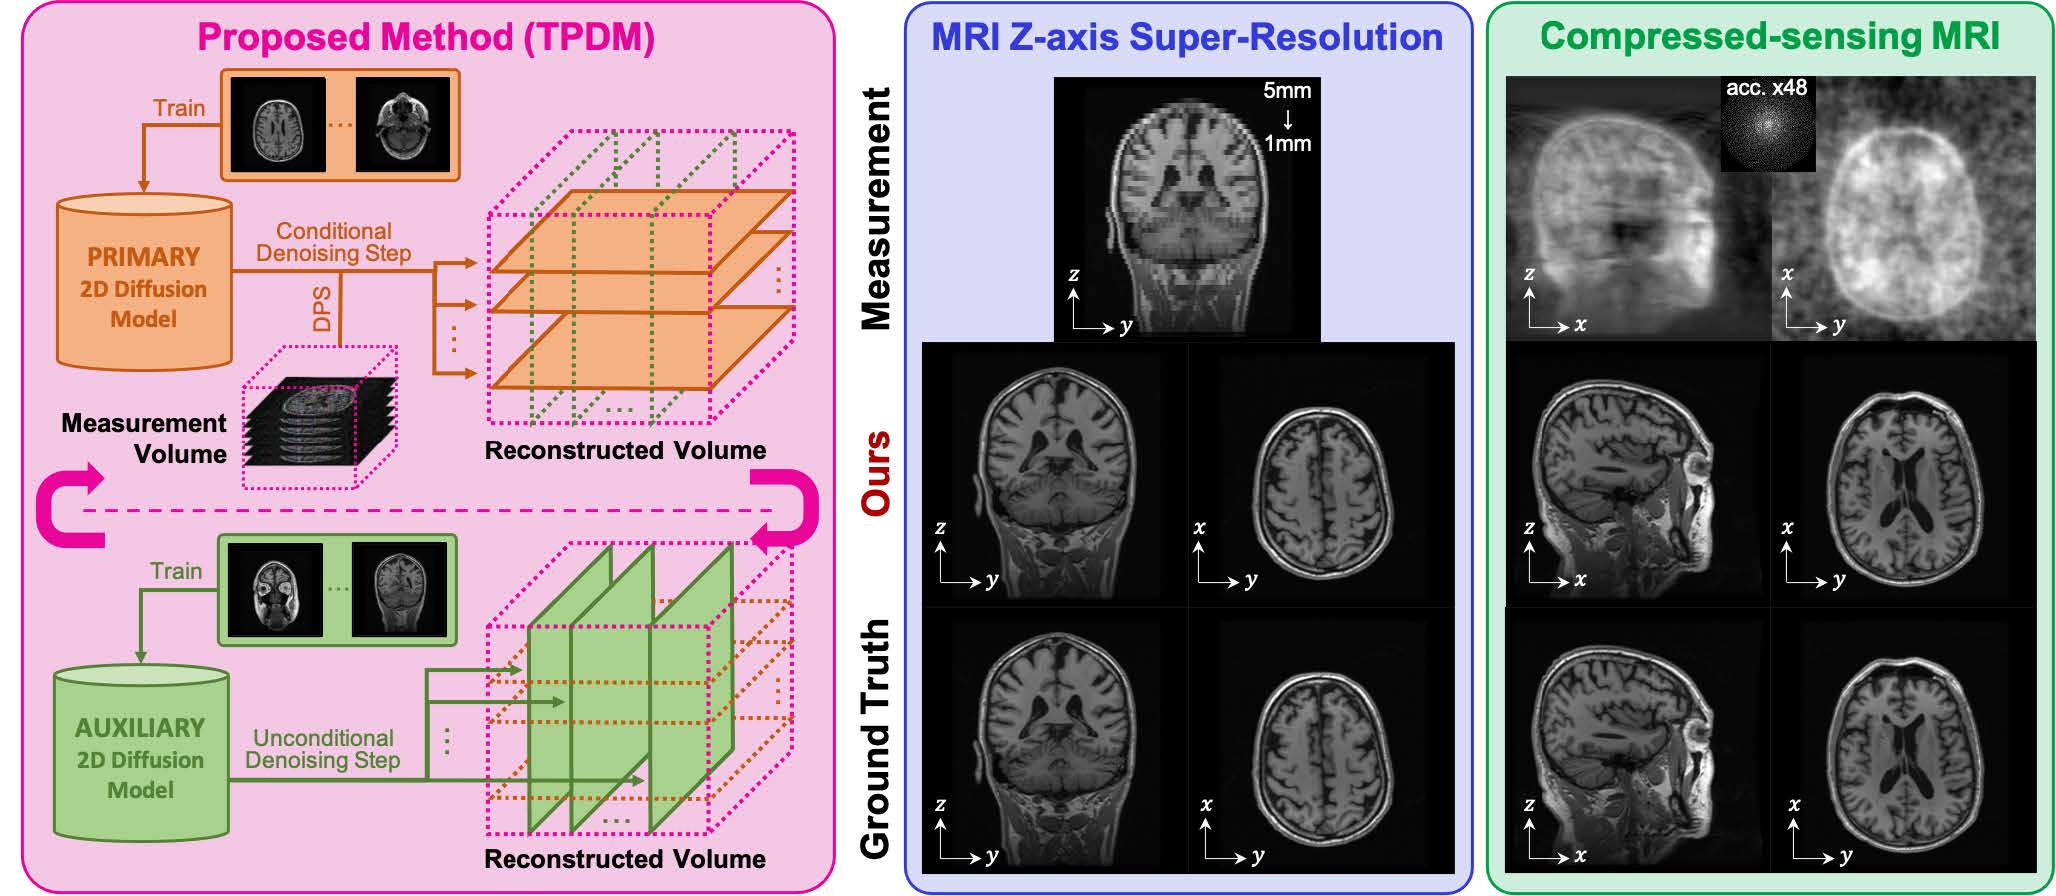 Proposed Method (TPDM)
Train
...
PRIMARY
2D Diffusion
Model
Conditional
Denoising Step
DPS
...
...
...
Measurement
Volume
Reconstructed Volume
Train
...
AUXILIARY
2D Diffusion
Model
Unconditional
Denoising Step
...
...
...
Reconstructed Volume
Measurement
Ours
Ground Truth
MRI Z-axis Super-Resolution
5mm
↓
1mm
z
y
z
y
x
y
z
y
x
y
Compressed-sensing MRI
acc. x48
z
x
x
y
z
x
x
y
z
x
x
y